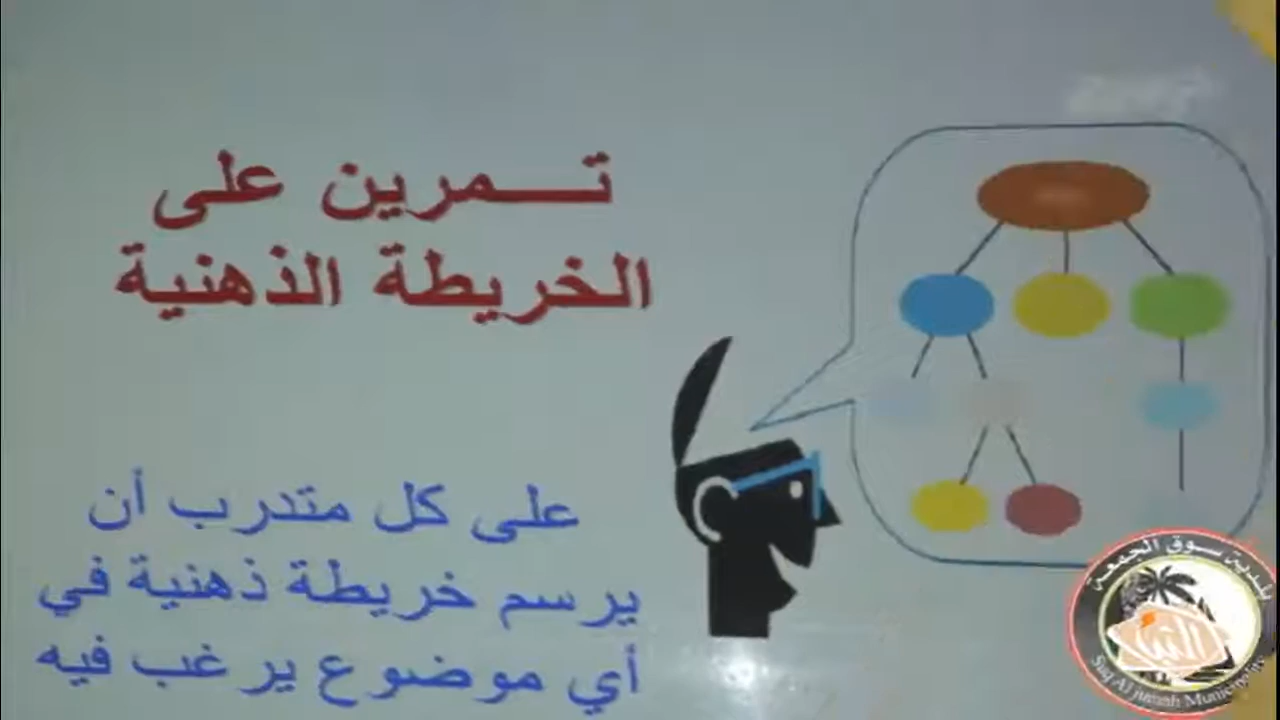 تـــمرين على
الخريطة الذهنية
على كل متدرب أن
يرسم خريطة ذهنية في
أي موضوع يرغب فيه
بلدية سوق الجمعة
Suq Al jumah Municipality